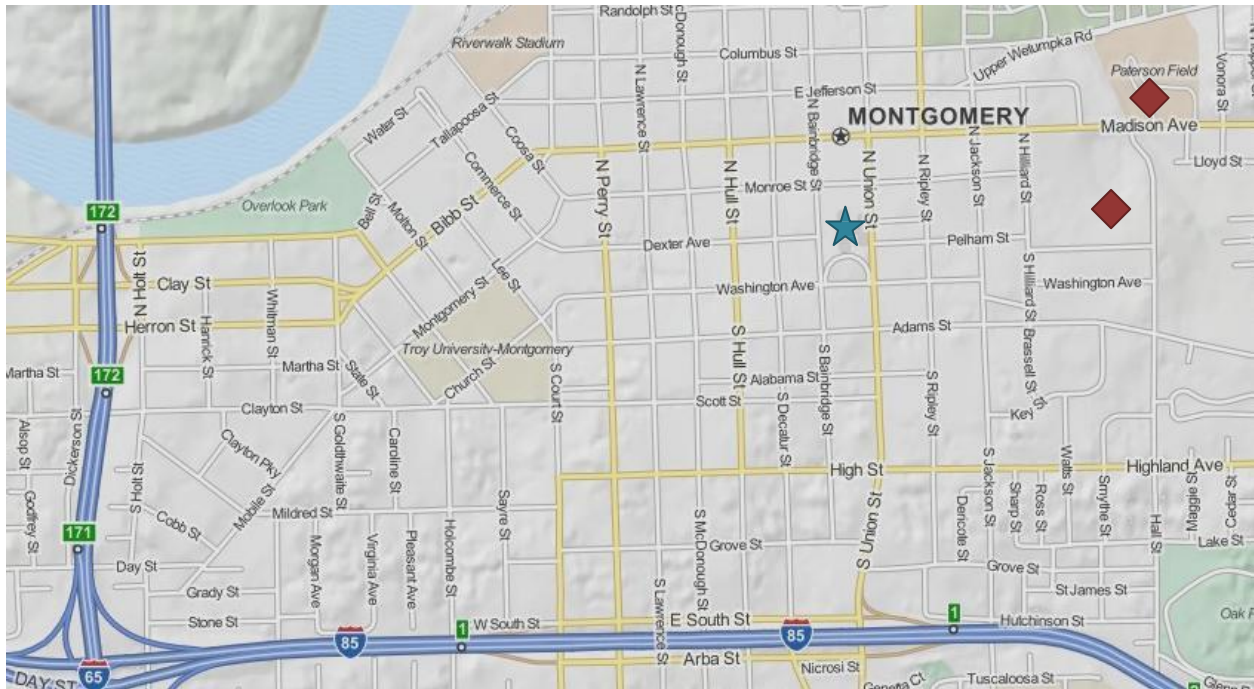 Randolph St
McDonough St
Riverwalk Stadium
Columbus St
Upper Wetumpka Rd
Paterson Field
Vonora St
N Lawrence St
E Jefferson St
N Bainbridge St
Water St
Tallapoosa St
Coosa St
MONTGOMERY
Madison Ave
Commerce St
N Perry St
N Hull St
Monroe St
N Union St
N Ripley St
N Jackson St
N Hilliard St
Lloyd St
172
Overlook Park
Bell St
Molton St
Bibb St
Dexter Ave
Pelham St
N Holt St
Clay St
Lee St
Montgomery St
Washington Ave
S Hilliard St
Washington Ave
Herron St
Hanrick St
Whitman St
Adams St
Troy University-Montgomery
Martha St
Martha St
172
State St
Church St
S Court St
S Hull St
Alabama St
S Bainbridge St
S Ripley St
Brassell St
Clayton St
Scott St
Key St
Dickerson St
Alsop St
Clayton Pky
S Goldthwaite St
Caroline St
S Decatur St
High St
Highland Ave
S Jackson St
Watts St
Godfrey St
S Holt St
Mobile St
Cobb St
Mildred St
Holcombe St
Sayre St
S McDonough St
S Union St
Dericote St
Sharp St
Ross St
Smythe St
Hall St
Maggie St
Cedar St
171
Day St
Morgan Ave
Virginia Ave
Pleasant Ave
Grove St
Grove St
Lake St
Grady St
S Lawrence St
St James St
Stone St
1
W South St
E South St
1
Hutchinson St
85
85
Arba St
65
DAY ST
Nicrosi St
Genetta Ct
Tuscaloosa St